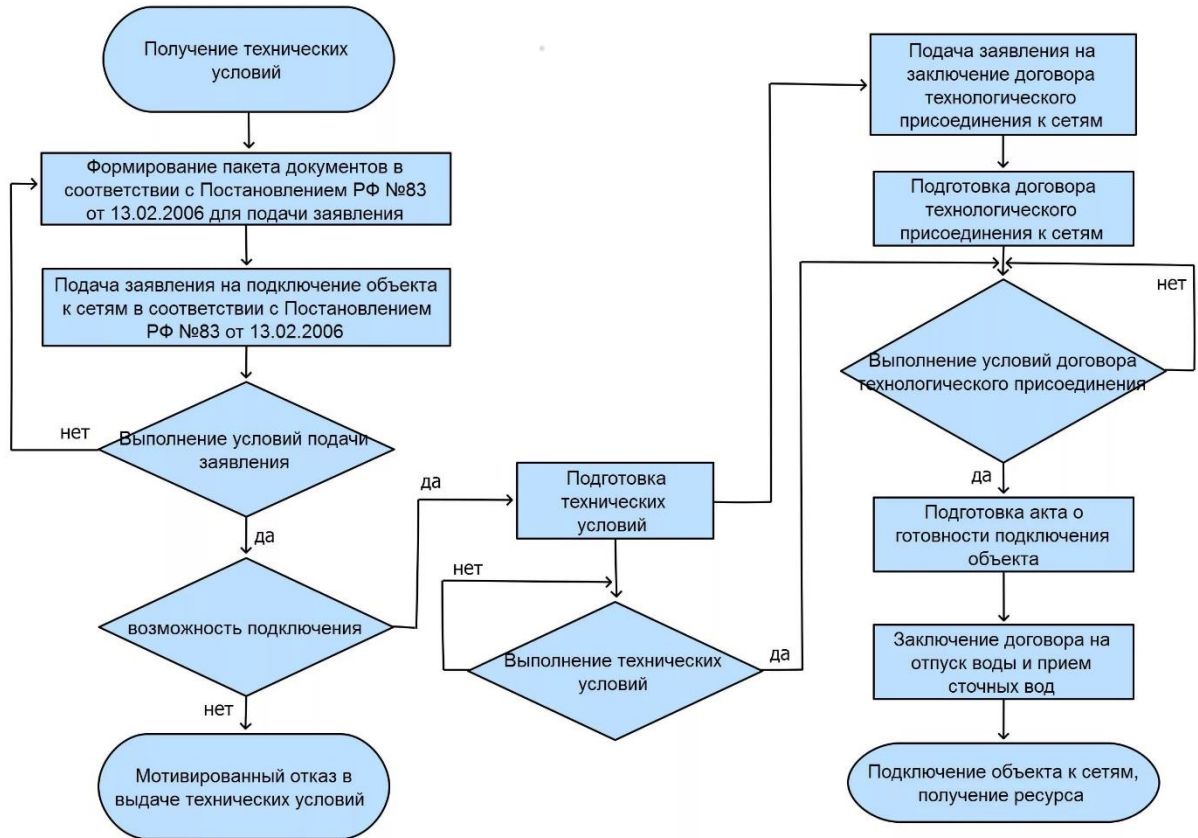 Получение технических
условий
Формирование пакета документов в
соответствии с Постановлением РФ №83
от 13.02.2006 для подачи заявления
Подача заявления на подключение объекта
к сетям в соответствии с Постановлением
РФ №83 от 13.02.2006
нет
Выполнение условий подачи
заявления
да
возможность подключения
да
нет
Мотивированный отказ в
выдаче технических условий
Подготовка
технических
условий
нет
Выполнение технических
условий
да
Подача заявления на
заключение договора
технологического
присоединения к сетям
Подготовка договора
технологического
присоединения к сетям
нет
Выполнение условий договора
технологического присоединения
да
Подготовка акта о
готовности подключения
объекта
Заключение договора на
отпуск воды и прием
сточных вод
Подключение объекта к сетям,
получение ресурса